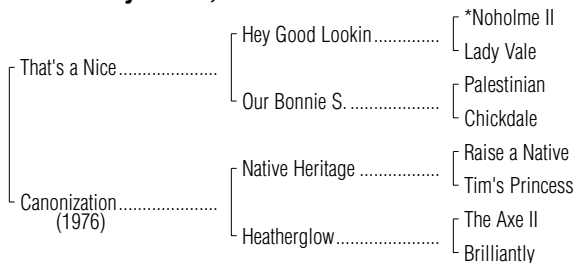 *Noholme II
Hey Good Lookin..............
Lady Vale
That's a Nice.....................
Palestinian
Our Bonnie S. ...................
Chickdale
Raise a Native
Native Heritage .................
Tim's Princess
Canonization.....................
(1976)
The Axe II
Heatherglow......................
Brilliantly